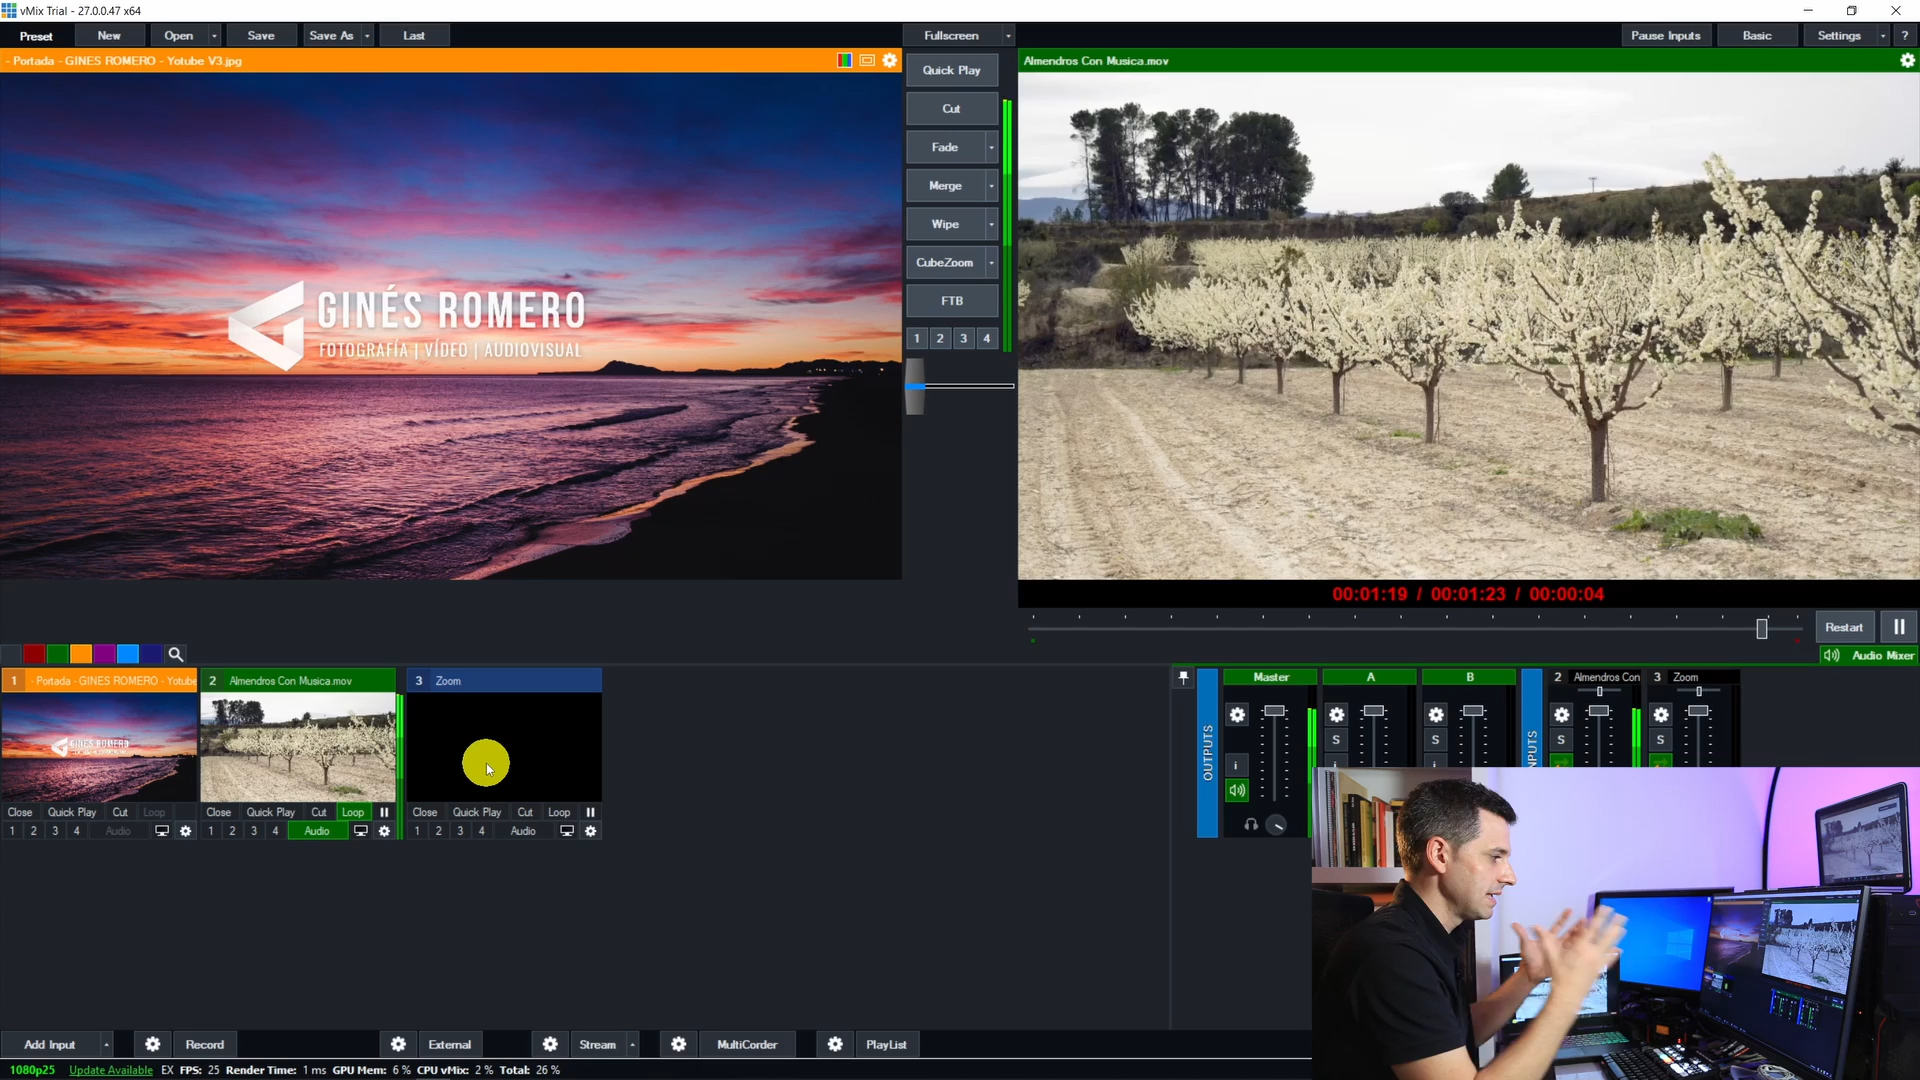 vMix Trial - 27.0.0.47 x64
Preset New Open Save Save As Last Fullscreen Pause Inputs Basic Settings ?
- Portada - GINES ROMERO - Yotube V3.jpg
Almendros Con Musica.mov
Quick Play
Cut
Fade
Merge
Wipe
CubeZoom
FTB
1 2 3 4
GINÉS ROMERO
FOTOGRAFÍA | VÍDEO | AUDIOVISUAL
00:01:19 / 00:01:23 / 00:00:04
Restart
Audio Mixer
1 - Portada - GINES ROMERO - Yotube
2 Almendros Con Musica.mov
3 Zoom
GINÉS ROMERO
Close Quick Play Cut Loop
1 2 3 4 Audio
Close Quick Play Cut Loop
1 2 3 4 Audio
Close Quick Play Cut Loop
1 2 3 4 Audio
OUTPUTS
Master A B
S S
INPUTS
2 Almendros Con
3 Zoom
S S
Add Input Record External Stream MultiCorder PlayList
1080p25 Update Available EX FPS: 25 Render Time: 1 ms GPU Mem: 6 % CPU vMix: 2 % Total: 26 %